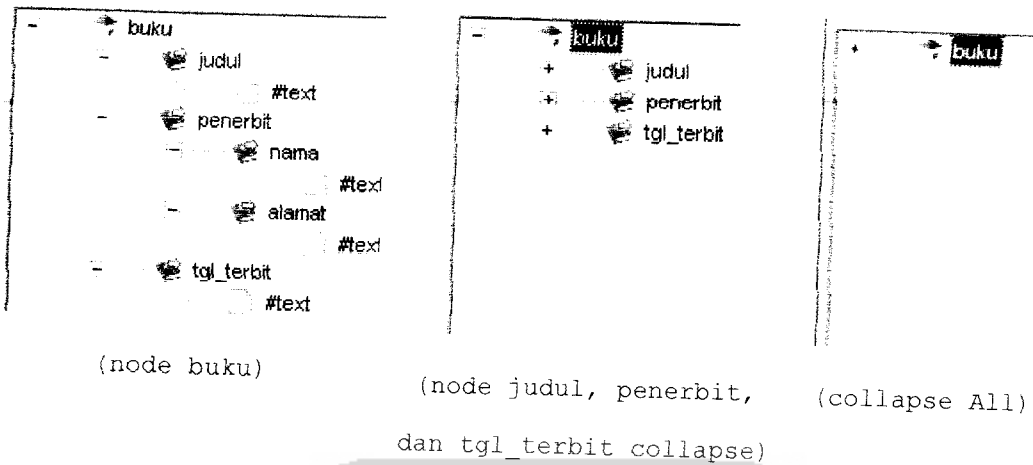 buku
judul
#text
penerbit
nama
#text
alamat
#text
tgl_terbit
#text
(node buku)
buku
judul
penerbit
tgl_terbit
(node judul, penerbit,
dan tgl_terbit collapse)
buku
(collapse All)